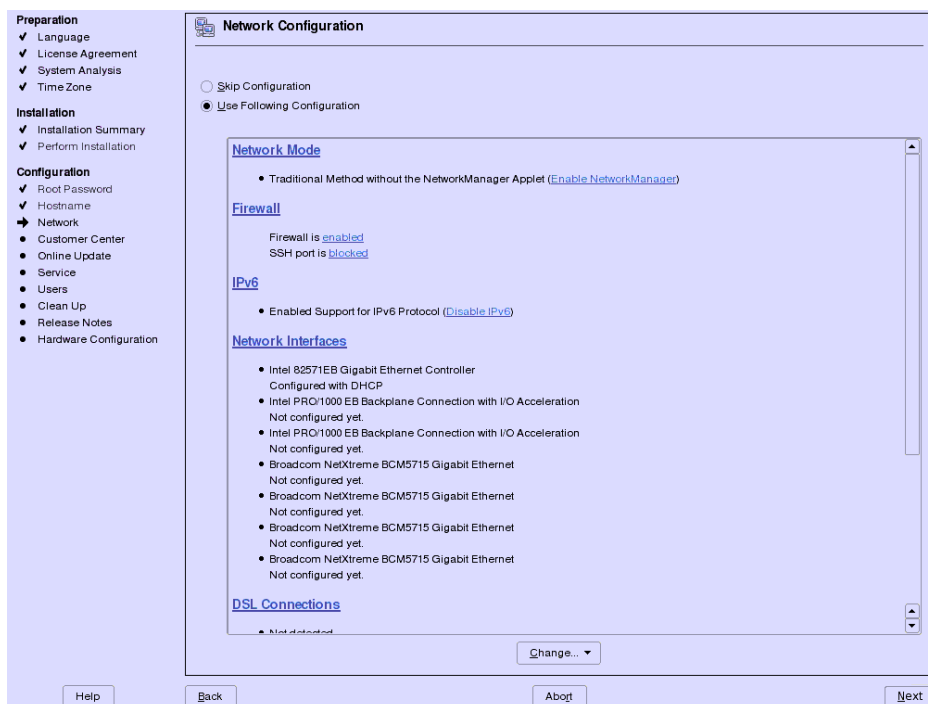 Preparation
Language
License Agreement
System Analysis
Time Zone
Installation
Installation Summary
Perform Installation
Configuration
Root Password
Hostname
Network
Customer Center
Online Update
Service
Users
Clean Up
Release Notes
Hardware Configuration
Network Configuration
Skip Configuration
Use Following Configuration
Network Mode
Traditional Method without the NetworkManager Applet (Enable NetworkManager)
Firewall
Firewall is enabled
SSH port is blocked
IPv6
Enabled Support for IPv6 Protocol (Disable IPv6)
Network Interfaces
Intel 82571EB Gigabit Ethernet Controller
Configured with DHCP
Intel PRO/1000 EB Backplane Connection with I/O Acceleration
Not configured yet.
Intel PRO/1000 EB Backplane Connection with I/O Acceleration
Not configured yet.
Broadcom NetXtreme BCM5715 Gigabit Ethernet
Not configured yet.
Broadcom NetXtreme BCM5715 Gigabit Ethernet
Not configured yet.
Broadcom NetXtreme BCM5715 Gigabit Ethernet
Not configured yet.
Broadcom NetXtreme BCM5715 Gigabit Ethernet
Not configured yet.
DSL Connections
Not detected
Change...
Help
Back
Abort
Next